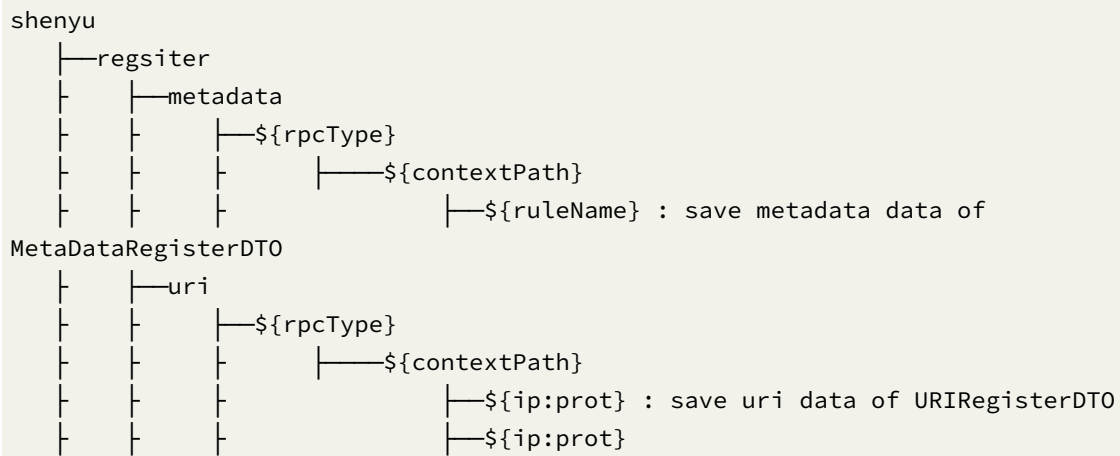 shenyu
   ├──regsiter
   ├    ├──metadata
   ├    ├     ├──${rpcType}
   ├    ├     ├      ├────${contextPath}
   ├    ├     ├               ├──${ruleName} : save metadata data of
MetaDataRegisterDTO
   ├    ├──uri
   ├    ├     ├──${rpcType}
   ├    ├     ├      ├────${contextPath}
   ├    ├     ├               ├──${ip:prot} : save uri data of URIRegisterDTO
   ├    ├     ├               ├──${ip:prot}